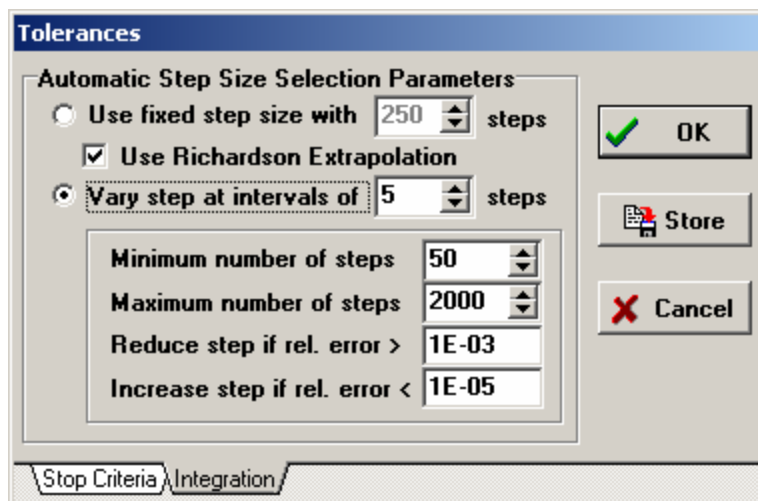 Tolerances
Automatic Step Size Selection Parameters
Use fixed step size with 250 steps
Use Richardson Extrapolation
Vary step at intervals of 5 steps
Minimum number of steps 50
Maximum number of steps 2000
Reduce step if rel. error > 1E-03
Increase step if rel. error < 1E-05
OK
Store
Cancel
Stop Criteria Integration